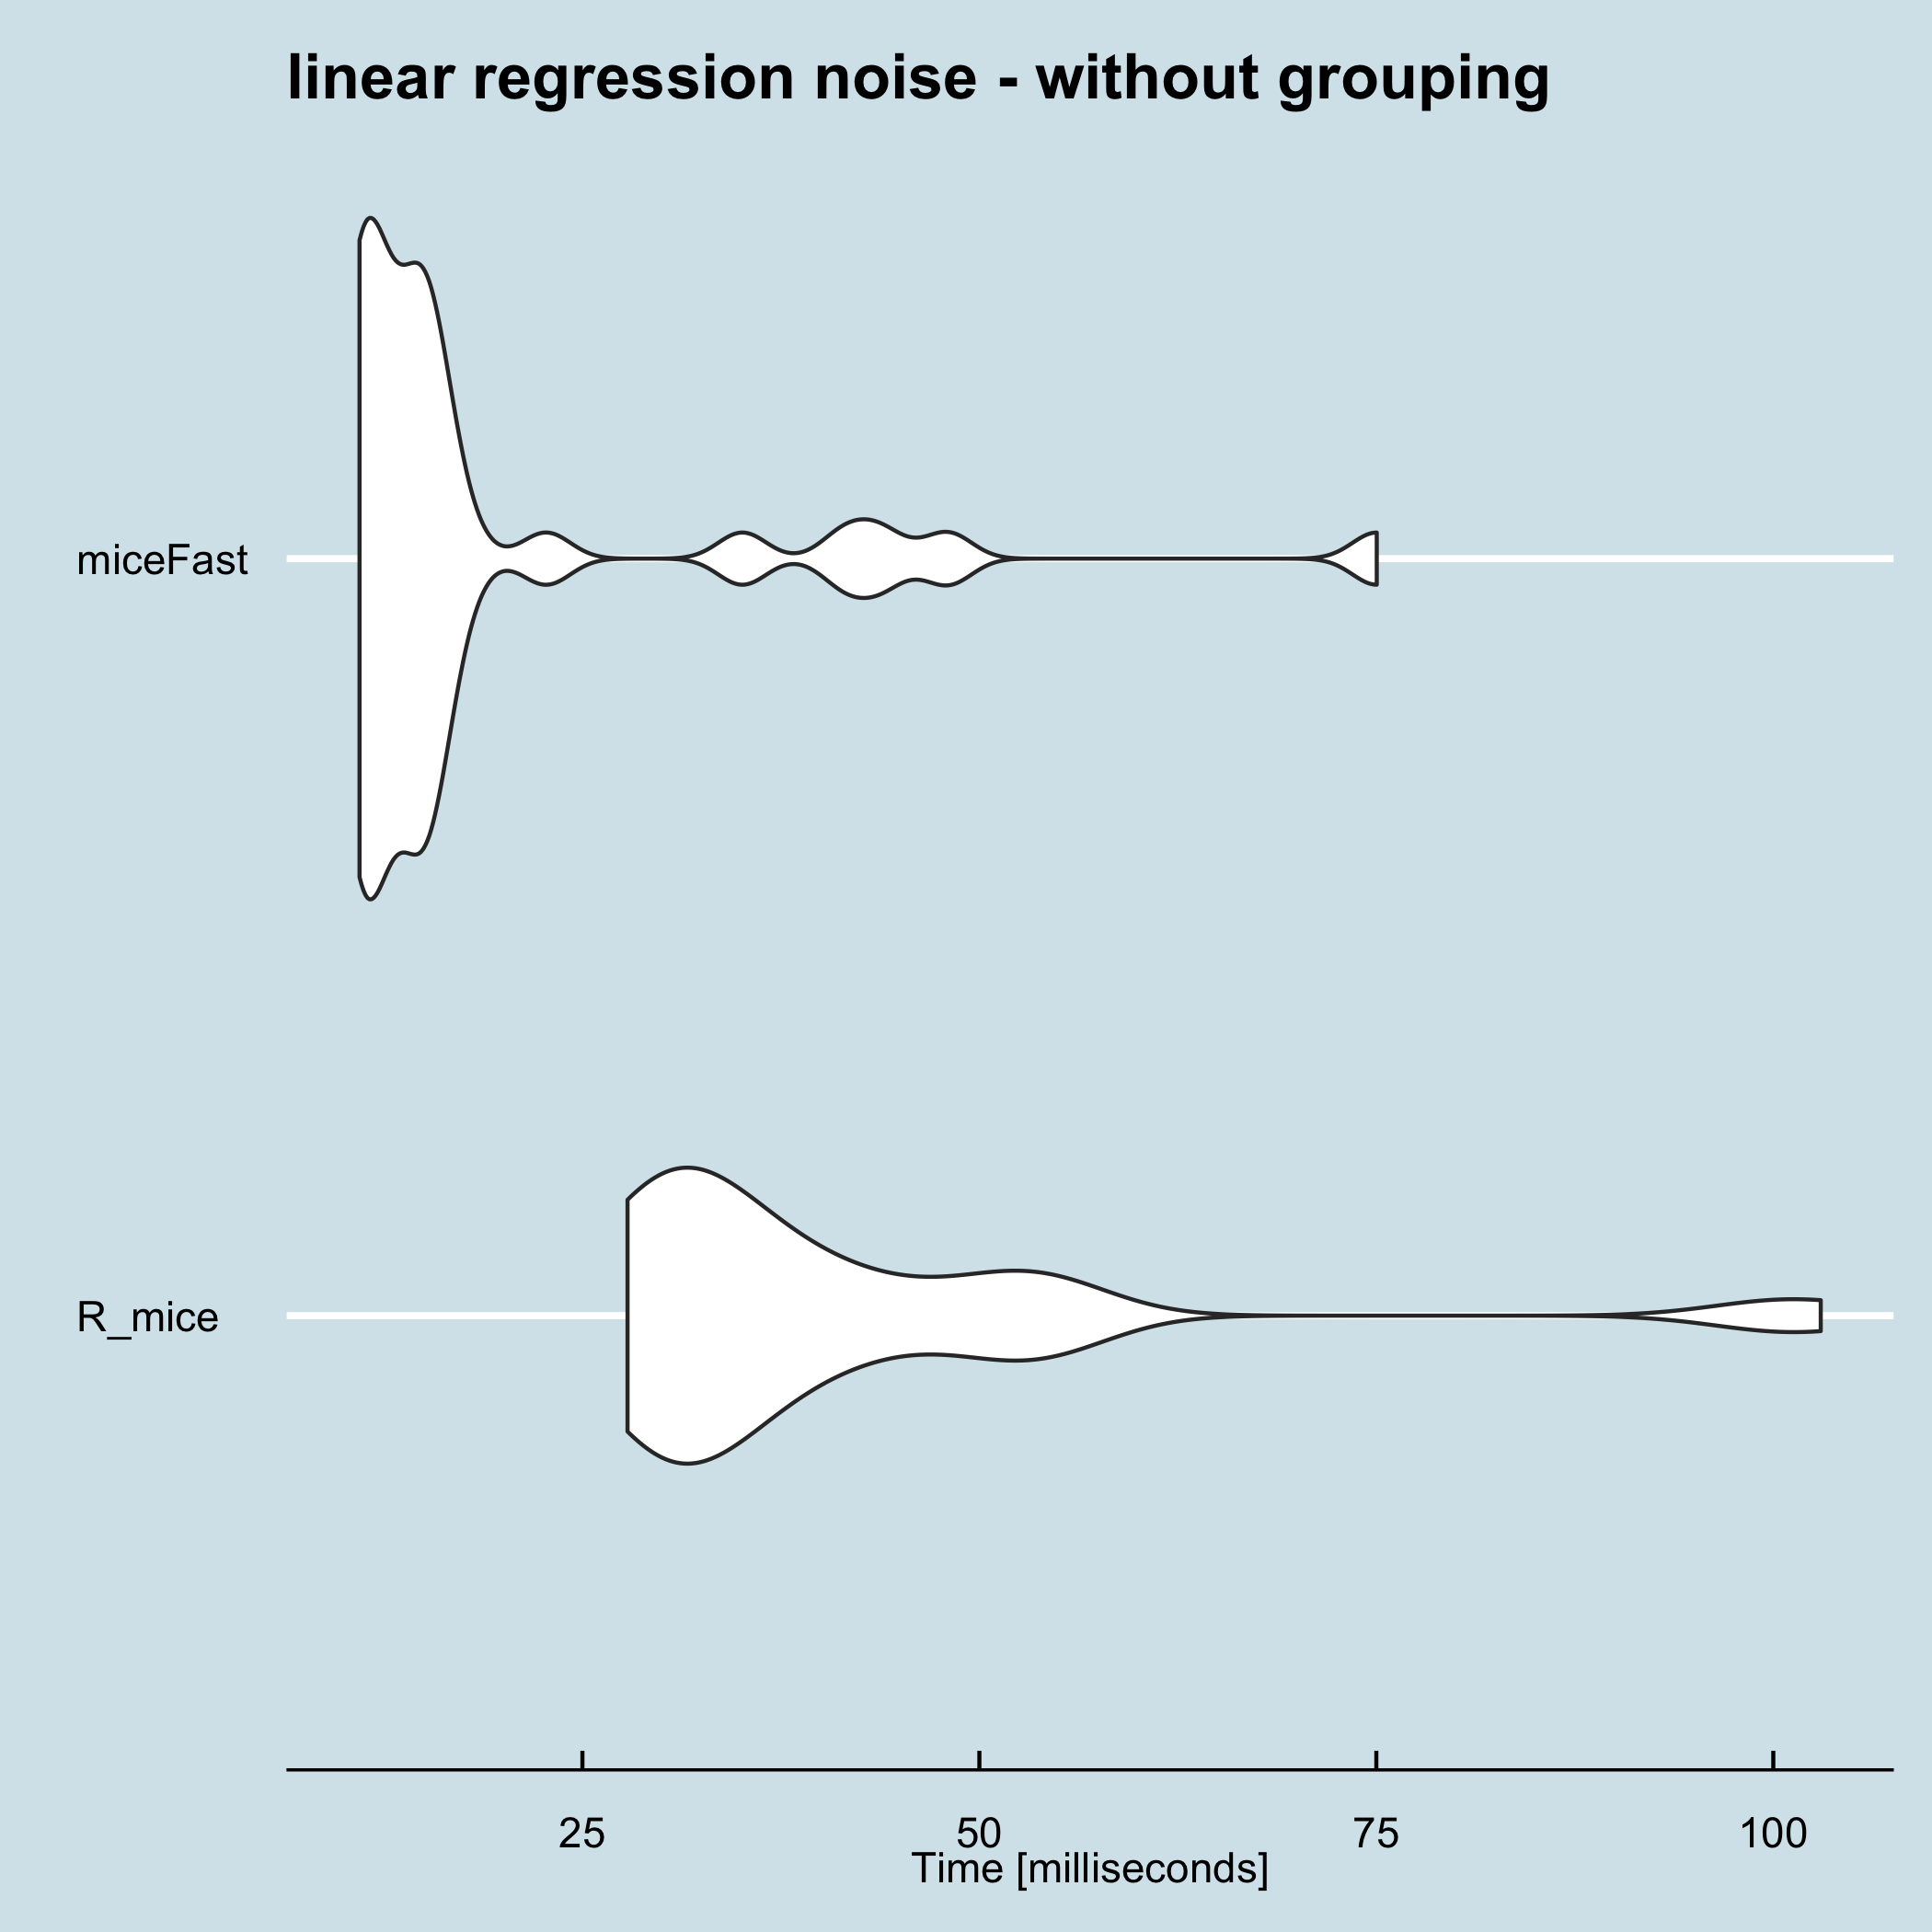 linear regression noise - without grouping
miceFast
R_mice
25 50 75 100
Time [milliseconds]